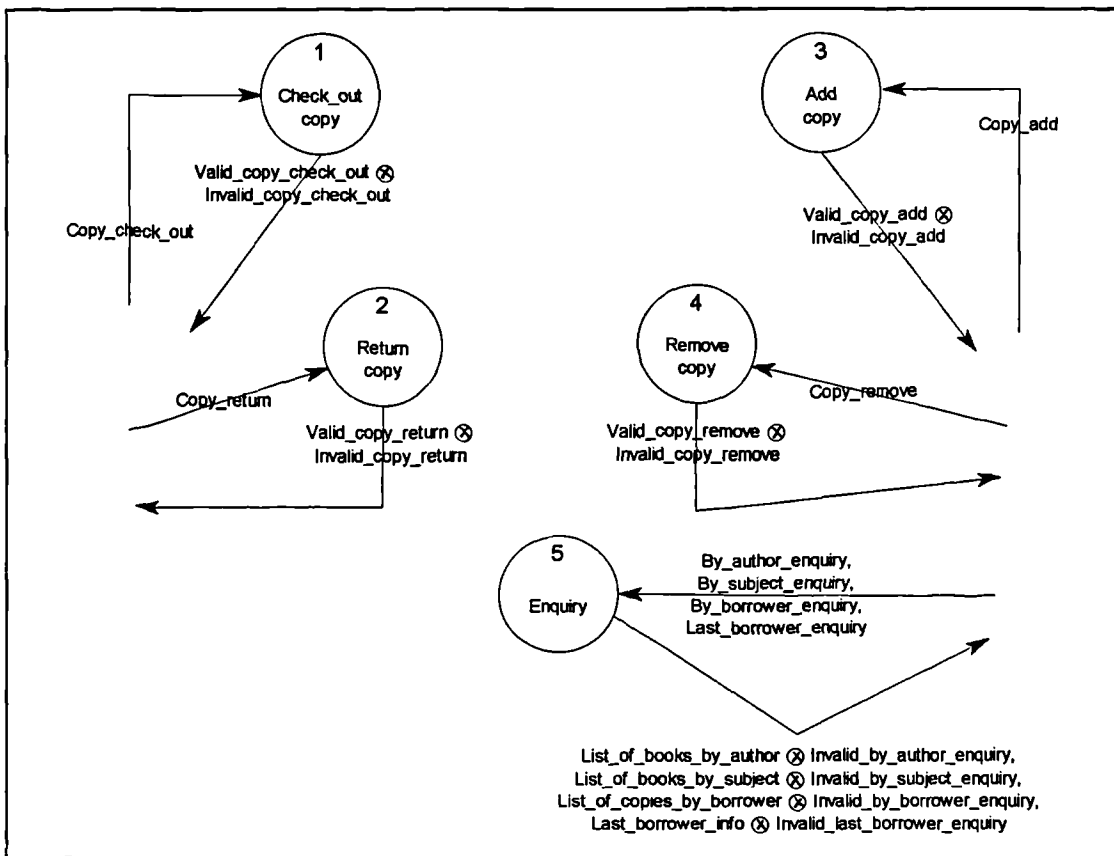 1
Check_out
copy
Valid_copy_check_out ⊗
Invalid_copy_check_out
Copy_check_out
3
Add
copy
Copy_add
Valid_copy_add ⊗
Invalid_copy_add
2
Return
copy
Copy_return
Valid_copy_return ⊗
Invalid_copy_return
4
Remove
copy
Copy_remove
Valid_copy_remove ⊗
Invalid_copy_remove
5
Enquiry
By_author_enquiry,
By_subject_enquiry,
By_borrower_enquiry,
Last_borrower_enquiry
List_of_books_by_author ⊗ Invalid_by_author_enquiry,
List_of_books_by_subject ⊗ Invalid_by_subject_enquiry,
List_of_copies_by_borrower ⊗ Invalid_by_borrower_enquiry,
Last_borrower_info ⊗ Invalid_last_borrower_enquiry